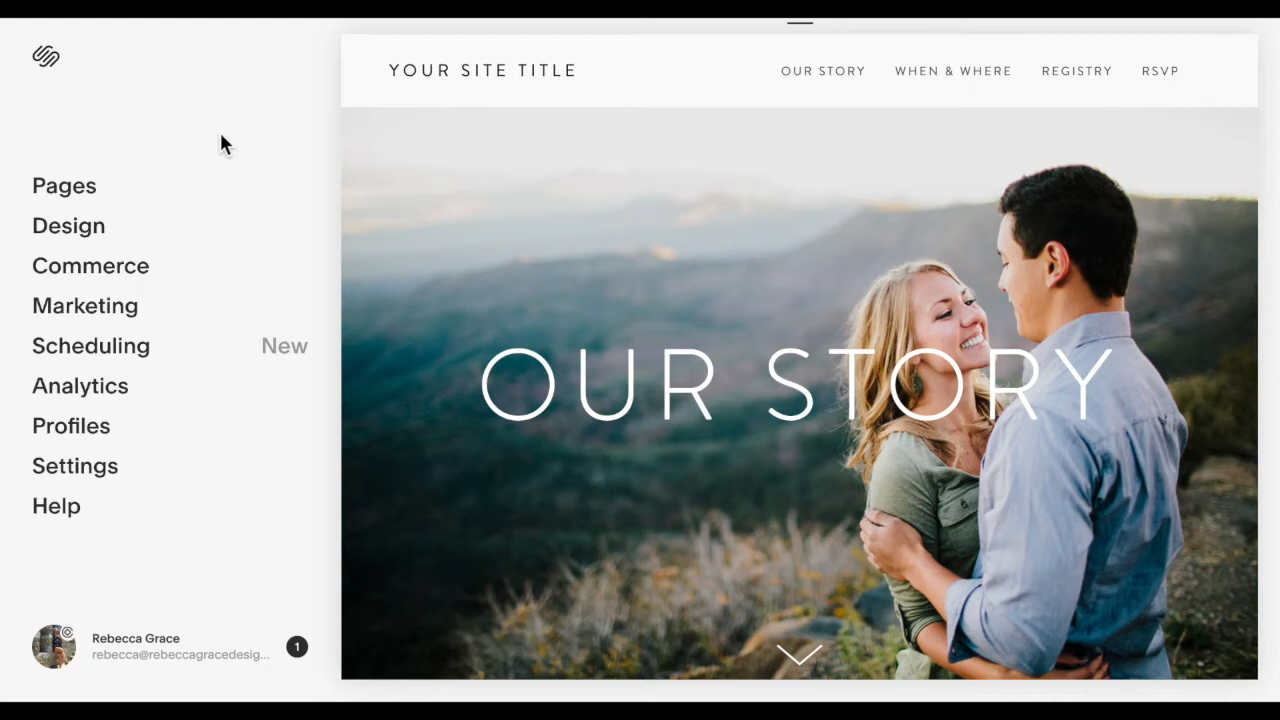 YOUR SITE TITLE
OUR STORY WHEN & WHERE REGISTRY RSVP
Pages
Design
Commerce
Marketing
Scheduling New
Analytics
Profiles
Settings
Help
Rebecca Grace
rebecca@rebeccagracedesig...
1
OUR STORY